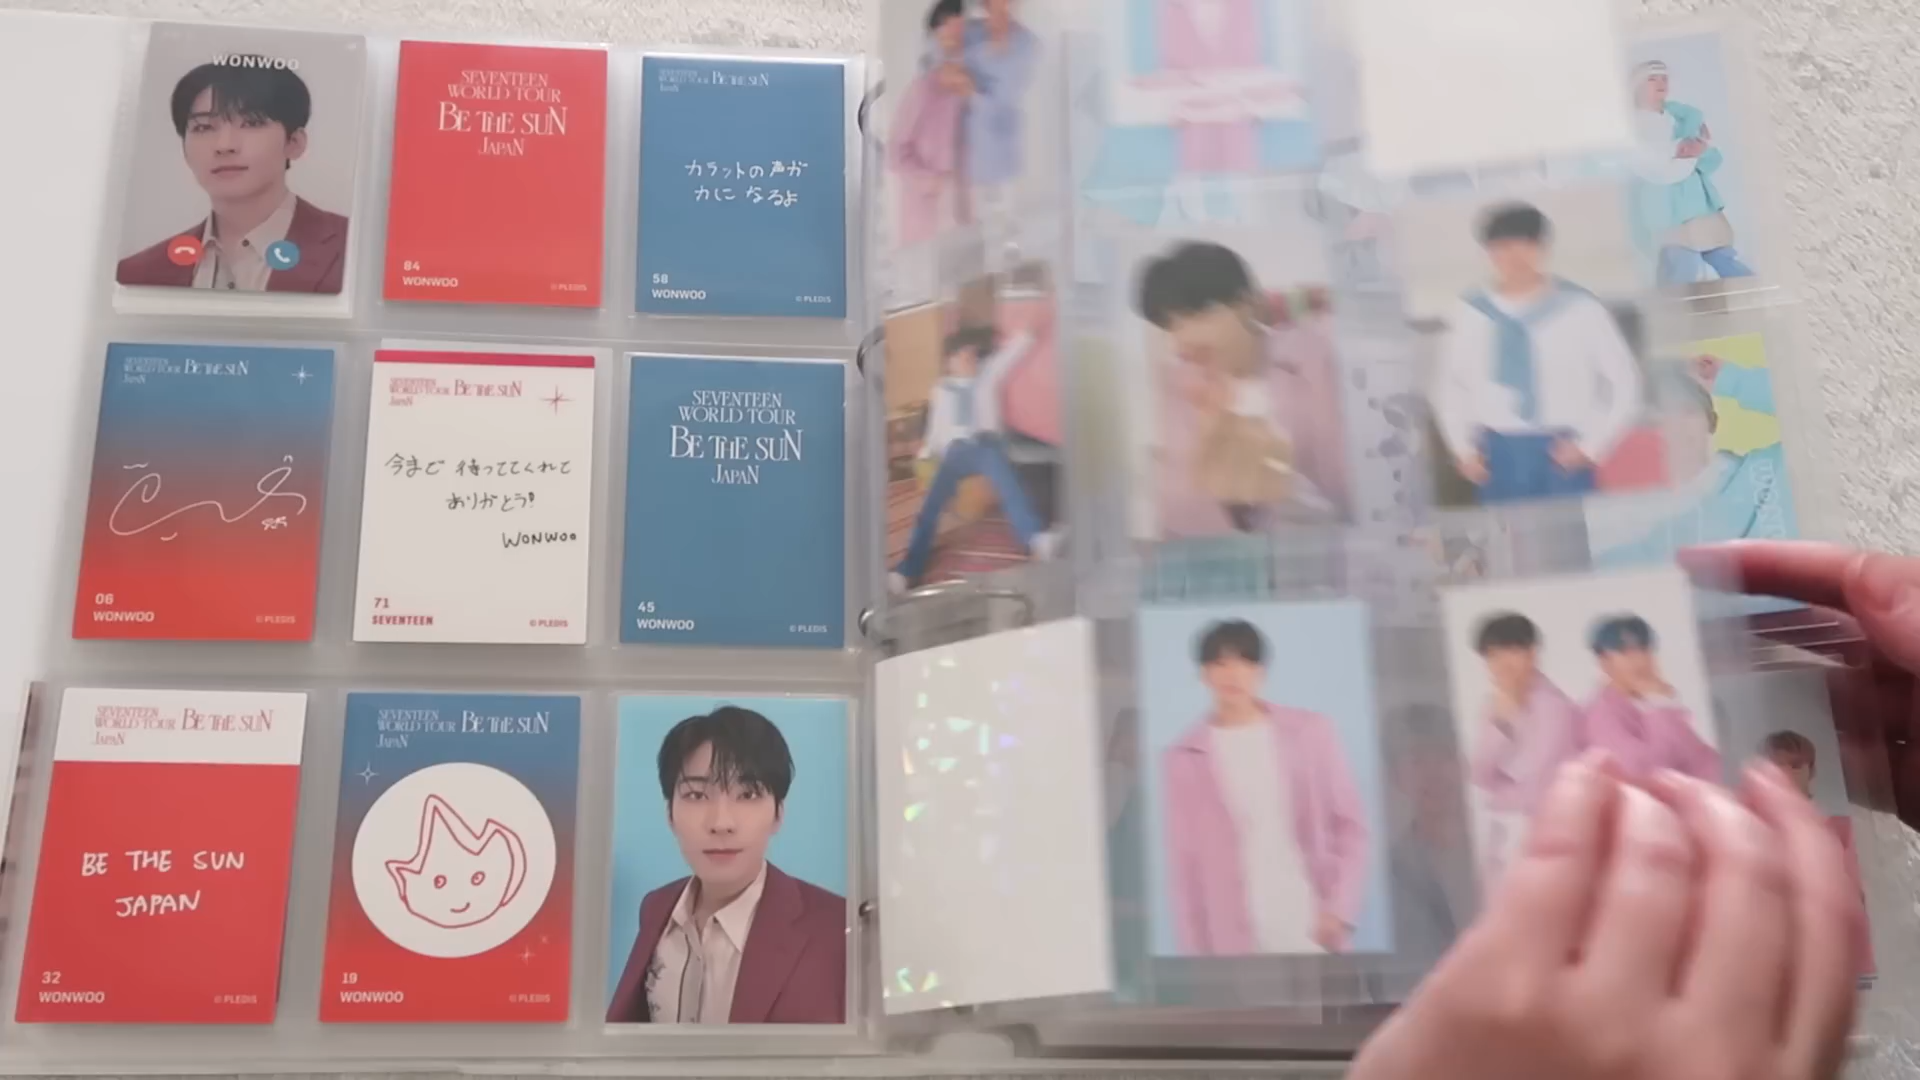 WONWOO
SEVENTEEN
WORLD TOUR
BE THE SUN
JAPAN
84
WONWOO
© PLEDIS
SEVENTEEN
WORLD TOUR BE THE SUN
JAPAN
カラットの声が
力に なるよ
58
WONWOO
© PLEDIS
SEVENTEEN
WORLD TOUR BE THE SUN
JAPAN
06
WONWOO
© PLEDIS
SEVENTEEN
WORLD TOUR BE THE SUN
JAPAN
今まで 待っててくれて
ありがとう!
WONWOO
71
SEVENTEEN
© PLEDIS
SEVENTEEN
WORLD TOUR
BE THE SUN
JAPAN
45
WONWOO
© PLEDIS
SEVENTEEN
WORLD TOUR BE THE SUN
JAPAN
BE THE SUN
JAPAN
32
WONWOO
© PLEDIS
SEVENTEEN
WORLD TOUR BE THE SUN
JAPAN
19
WONWOO
© PLEDIS